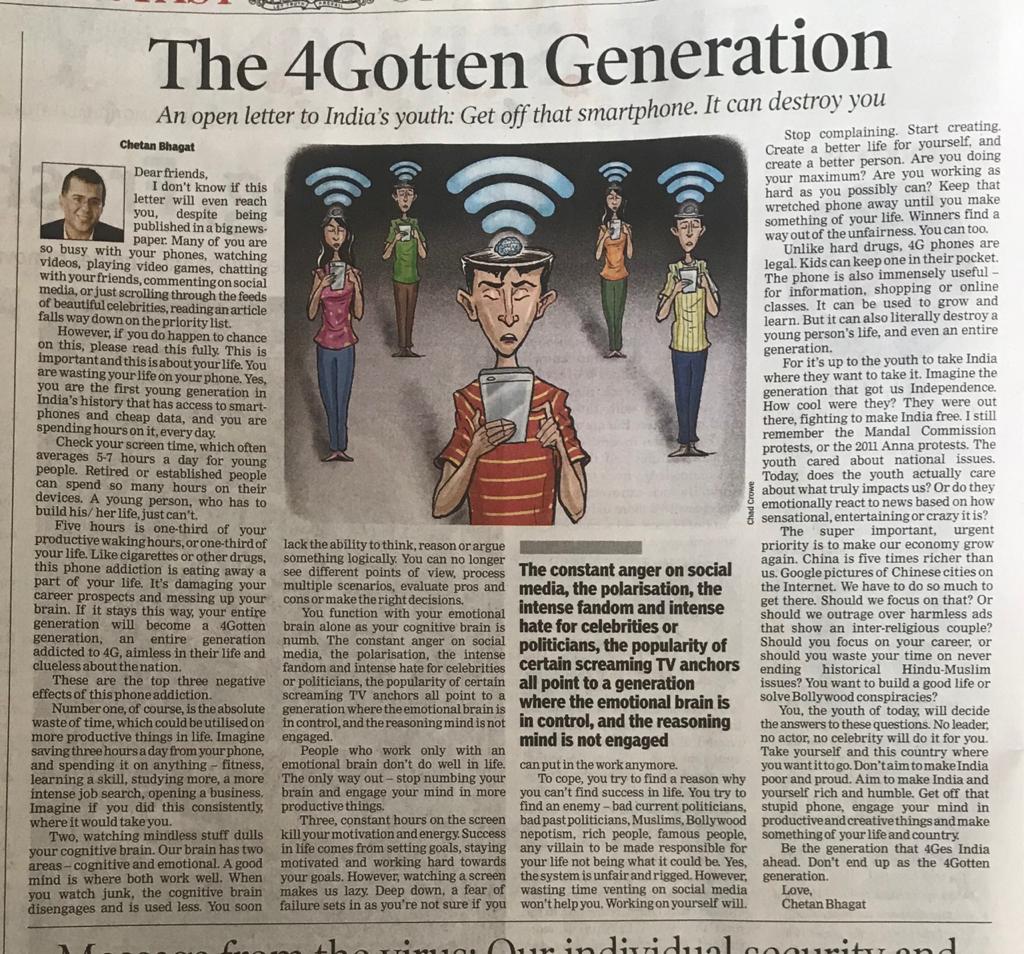 The 4Gotten Generation
An open letter to India's youth: Get off that smartphone. It can destroy you
Chetan Bhagat
Dear friends,
I don't know if this
letter will even reach
you, despite being
published in a big news-
paper. Many of you are
so busy with your phones, watching
videos, playing video games, chatting
with your friends, commenting on social
media, or just scrolling through the feeds
of beautiful celebrities, reading an article
falls way down on the priority list.
However, if you do happen to chance
on this, please read this fully. This is
important and this is about your life. You
are wasting your life on your phone. Yes,
you are the first young generation in
India's history that has access to smart-
phones and cheap data, and you are
spending hours on it, every day.
Check your screen time, which often
averages 5-7 hours a day for young
people. Retired or established people
can spend so many hours on their
devices. A young person, who has to
build his/ her life, just can't.
Five hours is one-third of your
productive waking hours, or one-third of
your life. Like cigarettes or other drugs,
this phone addiction is eating away a
part of your life. It's damaging your
career prospects and messing up your
brain. If it stays this way, your entire
generation will become a 4Gotten
generation, an entire generation
addicted to 4G, aimless in their life and
clueless about the nation.
These are the top three negative
effects of this phone addiction.
Number one, of course, is the absolute
waste of time, which could be utilised on
more productive things in life. Imagine
saving three hours a day from your phone,
and spending it on anything – fitness,
learning a skill, studying more, a more
intense job search, opening a business.
Imagine if you did this consistently,
where it would take you.
Two, watching mindless stuff dulls
your cognitive brain. Our brain has two
areas – cognitive and emotional. A good
mind is where both work well. When
you watch junk, the cognitive brain
disengages and is used less. You soon
Chad Crowe
lack the ability to think, reason or argue
something logically. You can no longer
see different points of view, process
multiple scenarios, evaluate pros and
cons or make the right decisions.
You function with your emotional
brain alone as your cognitive brain is
numb. The constant anger on social
media, the polarisation, the intense
fandom and intense hate for celebrities
or politicians, the popularity of certain
screaming TV anchors all point to a
generation where the emotional brain is
in control, and the reasoning mind is not
engaged.
People who work only with an
emotional brain don't do well in life.
The only way out – stop numbing your
brain and engage your mind in more
productive things.
Three, constant hours on the screen
kill your motivation and energy. Success
in life comes from setting goals, staying
motivated and working hard towards
your goals. However, watching a screen
makes us lazy. Deep down, a fear of
failure sets in as you're not sure if you
The constant anger on social
media, the polarisation, the
intense fandom and intense
hate for celebrities or
politicians, the popularity of
certain screaming TV anchors
all point to a generation
where the emotional brain is
in control, and the reasoning
mind is not engaged
can put in the work anymore.
To cope, you try to find a reason why
you can't find success in life. You try to
find an enemy – bad current politicians,
bad past politicians, Muslims, Bollywood
nepotism, rich people, famous people,
any villain to be made responsible for
your life not being what it could be. Yes,
the system is unfair and rigged. However,
wasting time venting on social media
won't help you. Working on yourself will.
Stop complaining. Start creating.
Create a better life for yourself, and
create a better person. Are you doing
your maximum? Are you working as
hard as you possibly can? Keep that
wretched phone away until you make
something of your life. Winners find a
way out of the unfairness. You can too.
Unlike hard drugs, 4G phones are
legal. Kids can keep one in their pocket.
The phone is also immensely useful –
for information, shopping or online
classes. It can be used to grow and
learn. But it can also literally destroy a
young person's life, and even an entire
generation.
For it's up to the youth to take India
where they want to take it. Imagine the
generation that got us Independence.
How cool were they? They were out
there, fighting to make India free. I still
remember the Mandal Commission
protests, or the 2011 Anna protests. The
youth cared about national issues.
Today, does the youth actually care
about what truly impacts us? Or do they
emotionally react to news based on how
sensational, entertaining or crazy it is?
The super important, urgent
priority is to make our economy grow
again. China is five times richer than
us. Google pictures of Chinese cities on
the Internet. We have to do so much to
get there. Should we focus on that? Or
should we outrage over harmless ads
that show an inter-religious couple?
Should you focus on your career, or
should you waste your time on never
ending historical Hindu-Muslim
issues? You want to build a good life or
solve Bollywood conspiracies?
You, the youth of today, will decide
the answers to these questions. No leader,
no actor, no celebrity will do it for you.
Take yourself and this country where
you want it to go. Don't aim to make India
poor and proud. Aim to make India and
yourself rich and humble. Get off that
stupid phone, engage your mind in
productive and creative things and make
something of your life and country.
Be the generation that 4Ges India
ahead. Don't end up as the 4Gotten
generation.
Love,
Chetan Bhagat
Message from the virus: Our individual security and